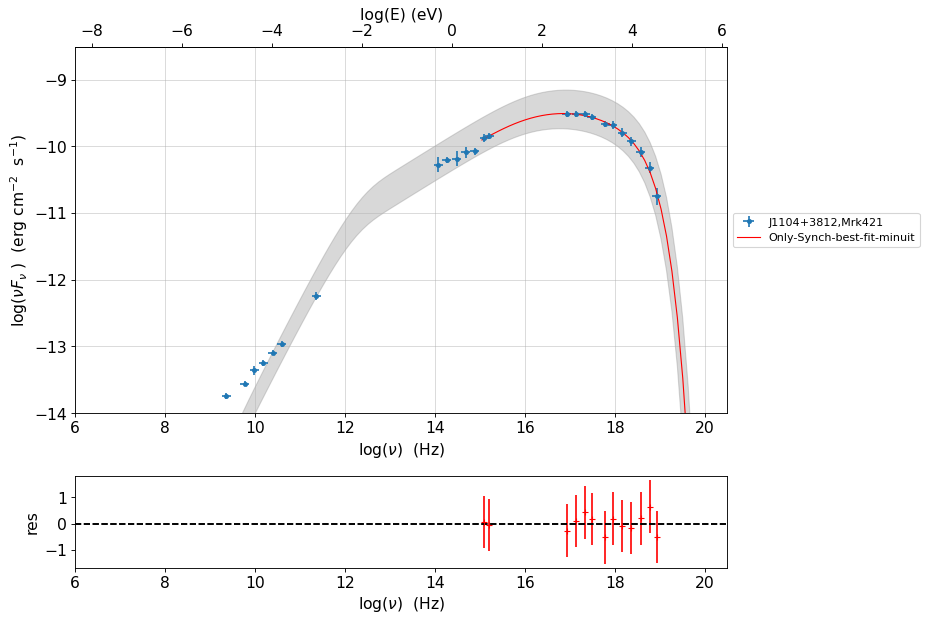 log(E) (eV)
−8 −6 −4 −2 0 2 4 6
−9
−10
−11
−12
−13
−14
log(νFν ) (erg cm⁻² s⁻¹)
J1104+3812,Mrk421
Only-Synch-best-fit-minuit
6 8 10 12 14 16 18 20
log(ν) (Hz)
1
0
−1
res
6 8 10 12 14 16 18 20
log(ν) (Hz)